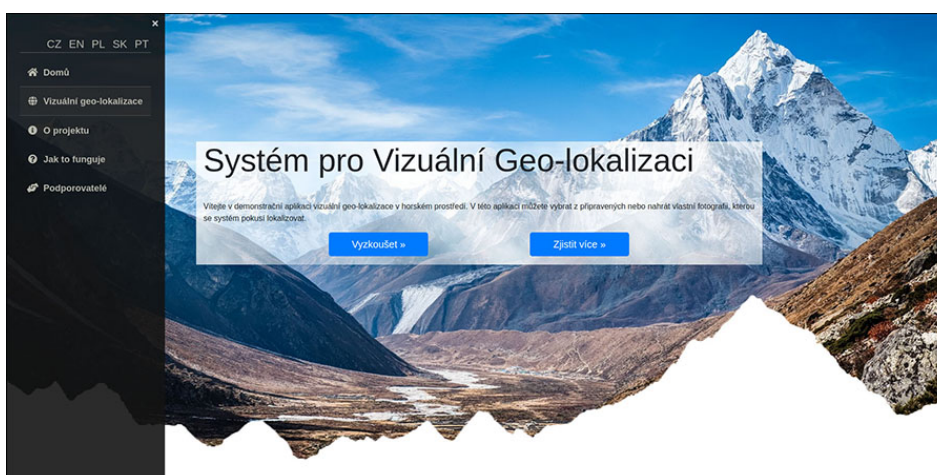 ×
CZ EN PL SK PT
Domů
Vizuální geo-lokalizace
O projektu
Jak to funguje
Podporovatelé
Systém pro Vizuální Geo-lokalizaci
Vítejte v demonstrační aplikaci vizuální geo-lokalizace v horském prostředí. V této aplikaci můžete vybrat z připravených nebo nahrát vlastní fotografii, kterou
se systém pokusí lokalizovat.
Vyzkoušet »
Zjistit více »